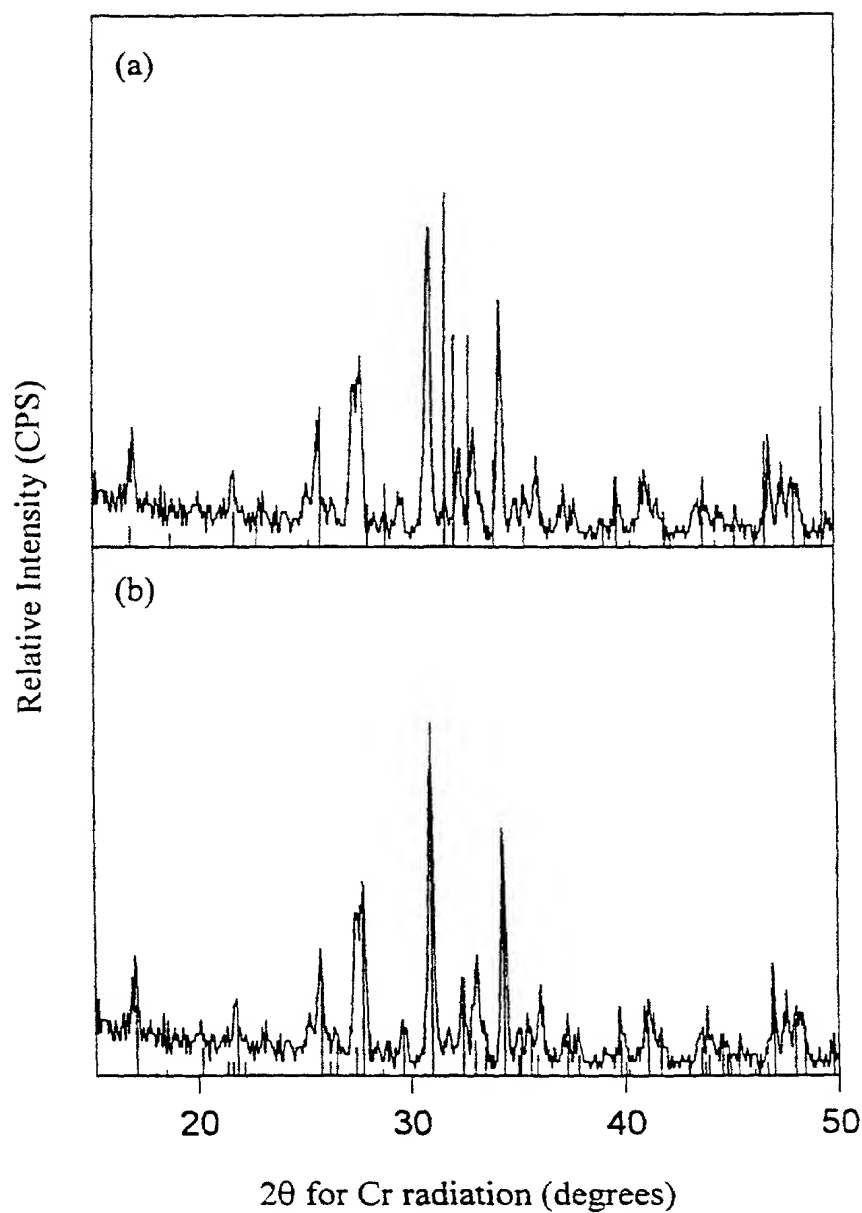 (a)
Relative Intensity (CPS)
(b)
20 30 40 50
2θ for Cr radiation (degrees)